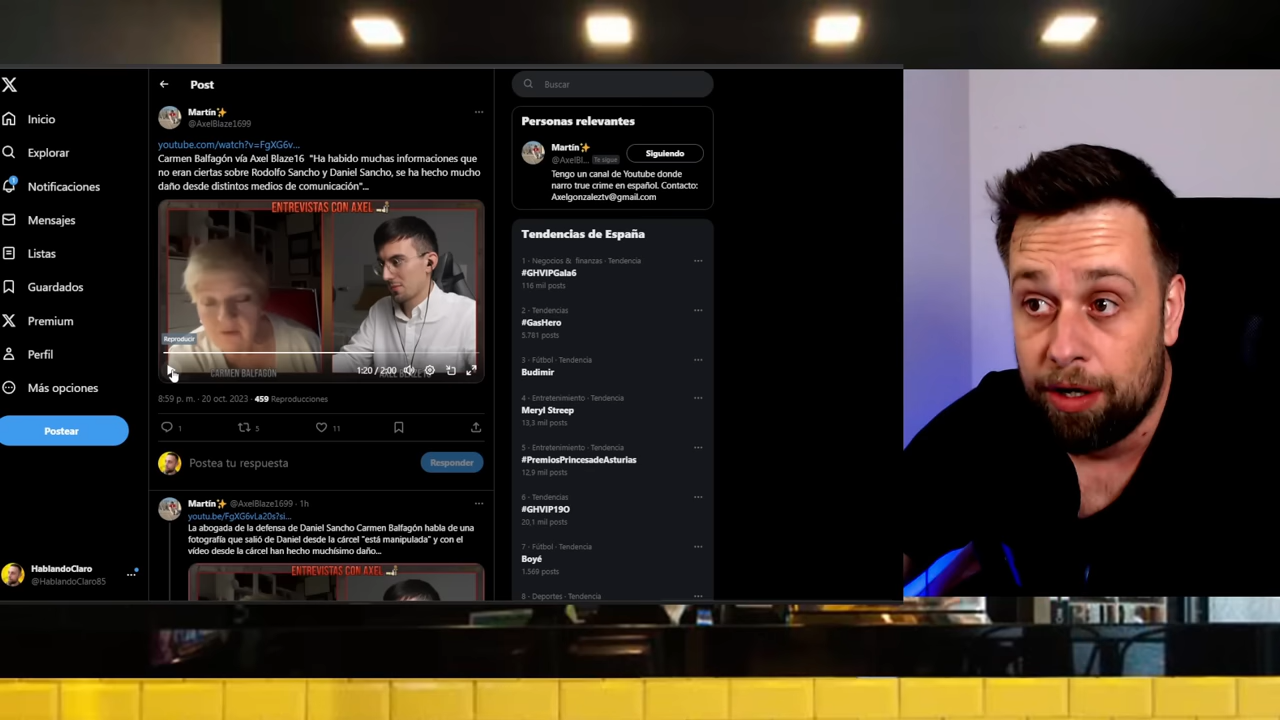 Inicio
Explorar
1
Notificaciones
Mensajes
Listas
Guardados
Premium
Perfil
Más opciones
Postear
HablandoClaro
@HablandoClaro85
Post
Martín✨
@AxelBlaze1699
youtube.com/watch?v=FgXG6v...
Carmen Balfagón vía Axel Blaze16 "Ha habido muchas informaciones que
no eran ciertas sobre Rodolfo Sancho y Daniel Sancho, se ha hecho mucho
daño desde distintos medios de comunicación"...
ENTREVISTAS CON AXEL
Reproducir
1:20 / 2:00
CARMEN BALFAGÓN
8:59 p. m. · 20 oct. 2023 · 459 Reproducciones
1
5
11
Postea tu respuesta
Responder
Martín✨ @AxelBlaze1699 · 1h
youtu.be/FgXG6vLa20s?si...
La abogada de la defensa de Daniel Sancho Carmen Balfagón habla de una
fotografía que salió de Daniel desde la cárcel "está manipulada" y con el
vídeo desde la cárcel han hecho muchísimo daño...
ENTREVISTAS CON AXEL
Buscar
Personas relevantes
Martín✨
@AxelBl... Te sigue
Siguiendo
Tengo un canal de Youtube donde
narro true crime en español. Contacto:
Axelgonzaleztv@gmail.com
Tendencias de España
1 · Negocios & finanzas · Tendencia
#GHVIPGala6
116 mil posts
2 · Tendencias
#GasHero
5.781 posts
3 · Fútbol · Tendencia
Budimir
4 · Entretenimiento · Tendencia
Meryl Streep
13,3 mil posts
5 · Entretenimiento · Tendencia
#PremiosPrincesadeAsturias
12,9 mil posts
6 · Tendencias
#GHVIP19O
20,1 mil posts
7 · Fútbol · Tendencia
Boyé
1.569 posts
8 · Deportes · Tendencia